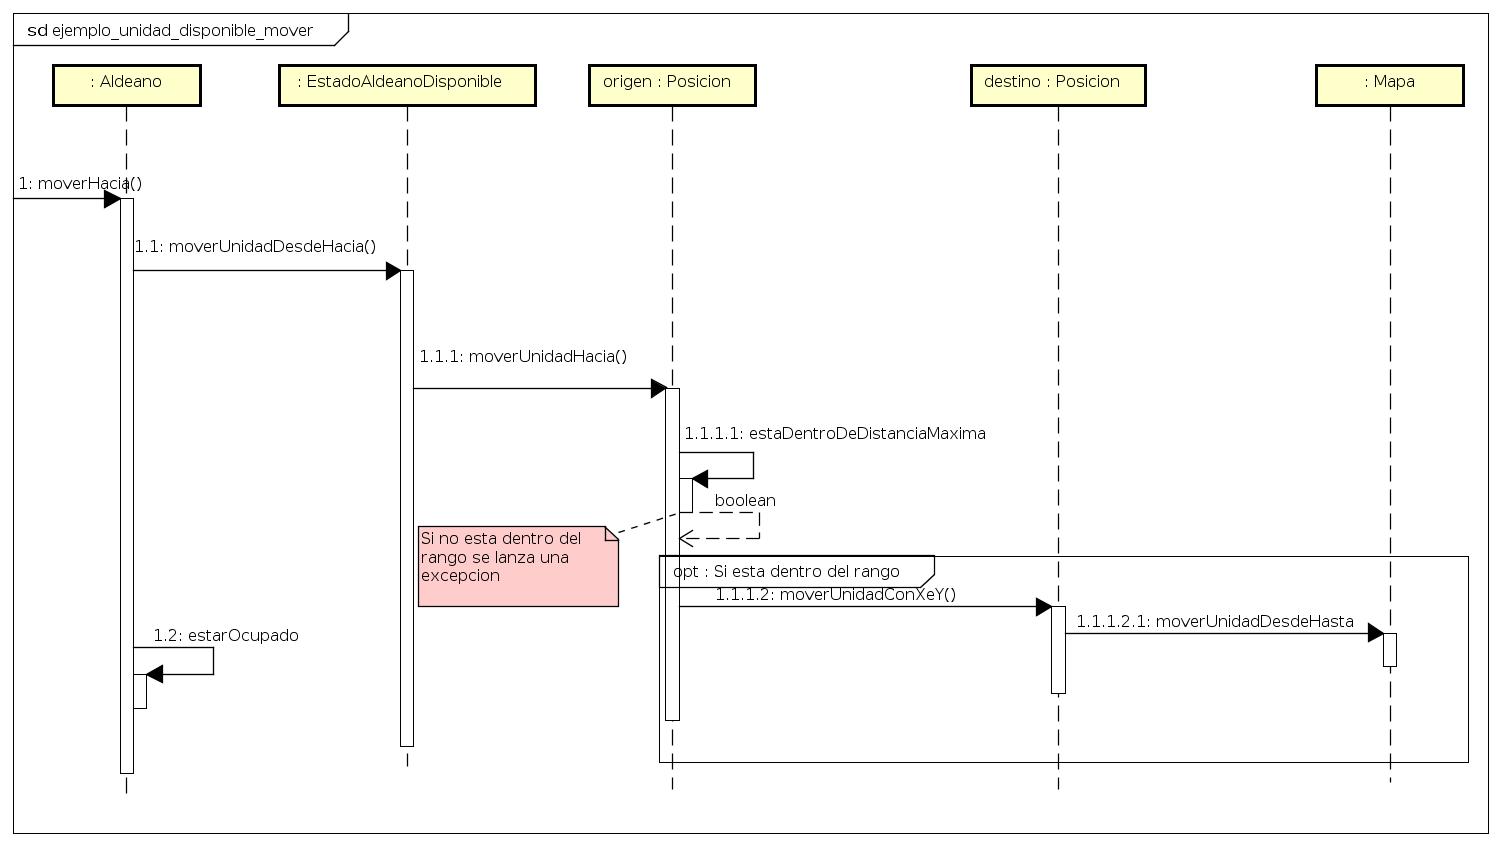 sd ejemplo_unidad_disponible_mover
: Aldeano
: EstadoAldeanoDisponible
origen : Posicion
destino : Posicion
: Mapa
1: moverHacia()
1.1: moverUnidadDesdeHacia()
1.1.1: moverUnidadHacia()
1.1.1.1: estaDentroDeDistanciaMaxima
boolean
Si no esta dentro del
rango se lanza una
excepcion
opt : Si esta dentro del rango
1.1.1.2: moverUnidadConXeY()
1.1.1.2.1: moverUnidadDesdeHasta
1.2: estarOcupado